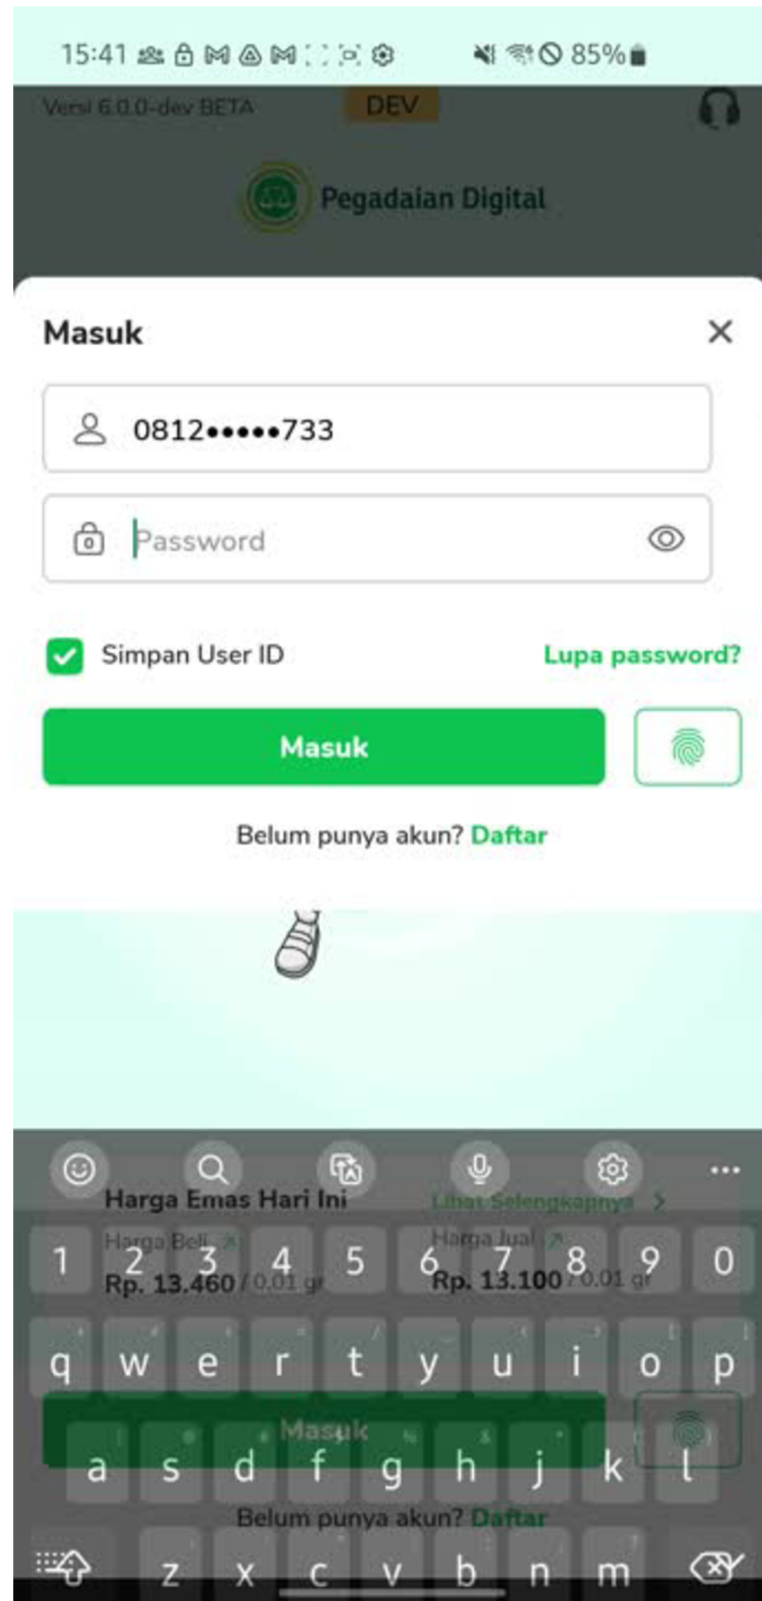 15:41 85%
Versi 6.0.0-dev BETA DEV
Pegadaian Digital
Masuk
0812•••••733
Password
Simpan User ID Lupa password?
Masuk
Belum punya akun? Daftar
Harga Emas Hari Ini Lihat Selengkapnya
Harga Beli Harga Jual
1 2 3 4 5 6 7 8 9 0
Rp. 13.460 / 0,01 gr Rp. 13.100 / 0.01 gr
q w e r t y u i o p
Masuk
a s d f g h j k l
Belum punya akun? Daftar
z x c v b n m